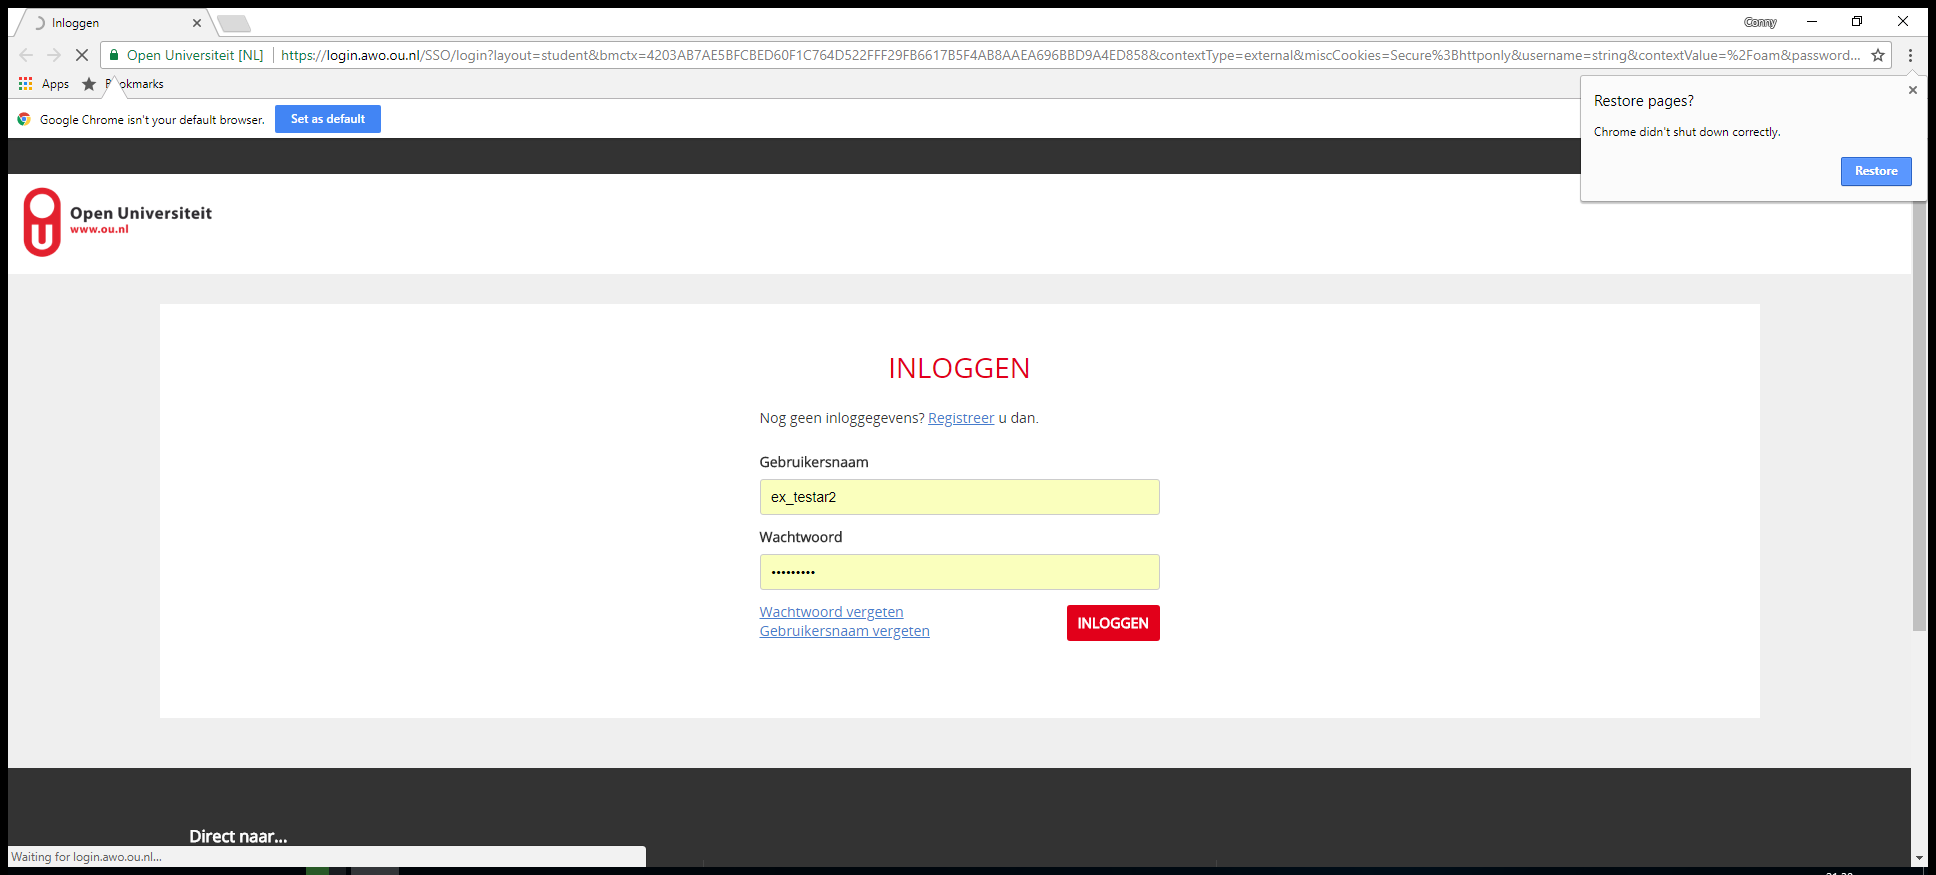 Inloggen
Conny
Open Universiteit [NL]
https://login.awo.ou.nl/SSO/login?layout=student&bmctx=4203AB7AE5BFCBED60F1C764D522FFF29FB6617B5F4AB8AAEA696BBD9A4ED858&contextType=external&miscCookies=Secure%3Bhttponly&username=string&contextValue=%2Foam&password...
Apps
Google Chrome isn't your default browser.
Set as default
Restore pages?
Chrome didn't shut down correctly.
Restore
Open Universiteit
www.ou.nl
INLOGGEN
Nog geen inloggegevens? Registreer u dan.
Gebruikersnaam
ex_testar2
Wachtwoord
•••••••••
Wachtwoord vergeten
Gebruikersnaam vergeten
INLOGGEN
Direct naar...
Waiting for login.awo.ou.nl...